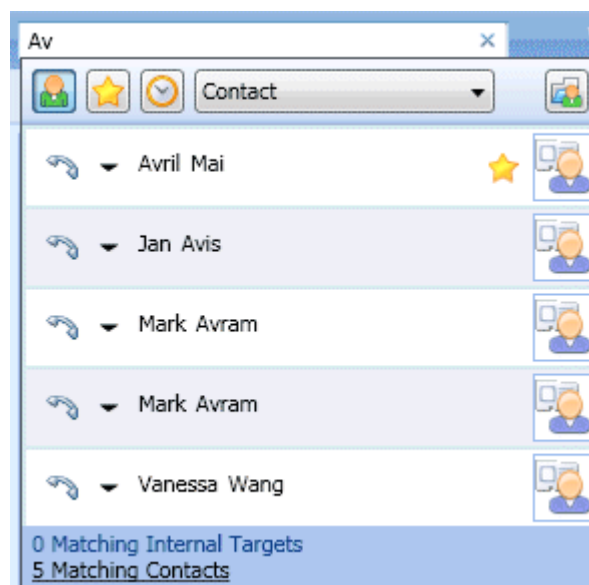 Av
Contact
Avril Mai
Jan Avis
Mark Avram
Mark Avram
Vanessa Wang
0 Matching Internal Targets
5 Matching Contacts